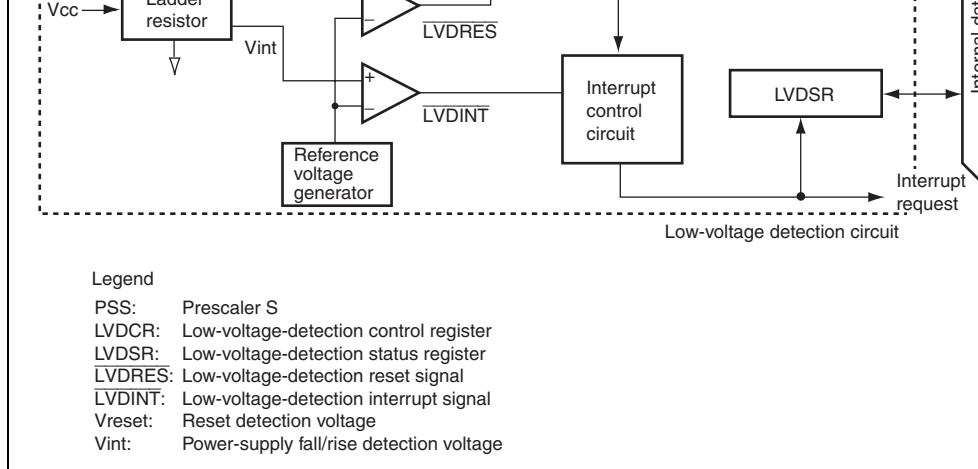 Ladder
resistor
Vcc
Vint
−
LVDRES
+
−
LVDINT
Interrupt
control
circuit
LVDSR
Reference
voltage
generator
Interrupt
request
Low-voltage detection circuit
Legend
PSS: Prescaler S
LVDCR: Low-voltage-detection control register
LVDSR: Low-voltage-detection status register
LVDRES: Low-voltage-detection reset signal
LVDINT: Low-voltage-detection interrupt signal
Vreset: Reset detection voltage
Vint: Power-supply fall/rise detection voltage